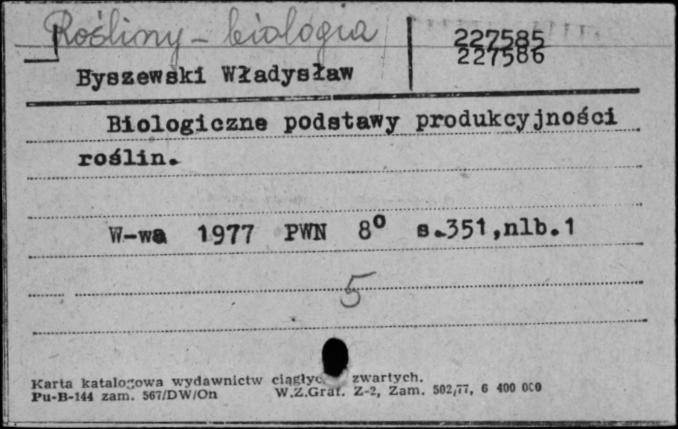 Rośliny - biologia
227585
227586
Byszewski Władysław
Biologiczne podstawy produkcyjności
roślin.
W-wa 1977 PWN 8° s.351,nlb.1
5
Karta katalogowa wydawnictw ciągłyc zwartych.
Pu-B-144 zam. 567/DW/On W.Z.Graf. Z-2, Zam. 502/77, 6 400 000